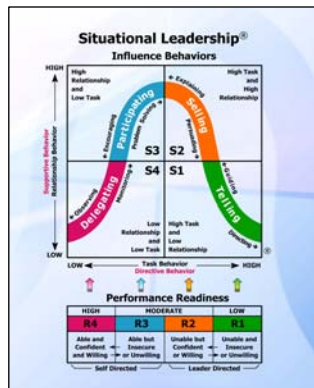 Situational Leadership®
Influence Behaviors
HIGH
High
Relationship
and
Low Task
High Task
and
High
Relationship
Encouraging
Participating
Problem Solving
Explaining
Selling
Persuading
S3
S2
S4
S1
Observing
Delegating
Monitoring
Guiding
Telling
Directing
Low
Relationship
and
Low Task
High Task
and
Low
Relationship
®
Supportive Behavior
Relationship Behavior
LOW
LOW
Task Behavior
HIGH
Directive Behavior
Performance Readiness
HIGH
MODERATE
LOW
R4
R3
R2
R1
Able and
Confident
and Willing
Able but
Insecure
or Unwilling
Unable but
Confident
or Willing
Unable and
Insecure
or Unwilling
Self Directed
Leader Directed